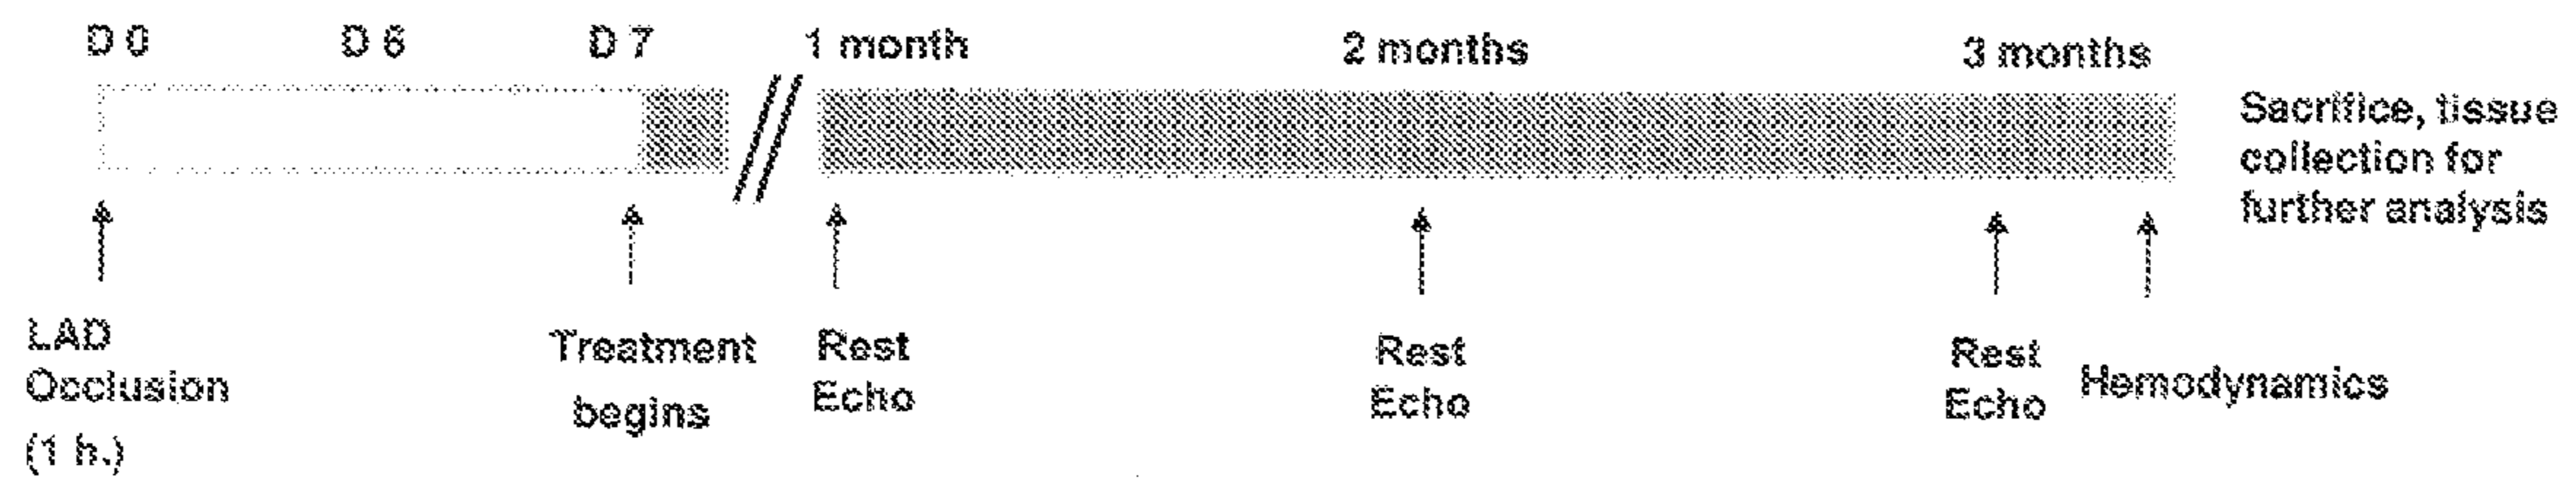 D 0
D 6
D 7
1 month
2 months
3 months
Sacrifice, tissue
collection for
further analysis
LAD
Occlusion
(1 h.)
Treatment
begins
Rest
Echo
Rest
Echo
Rest
Echo
Hemodynamics